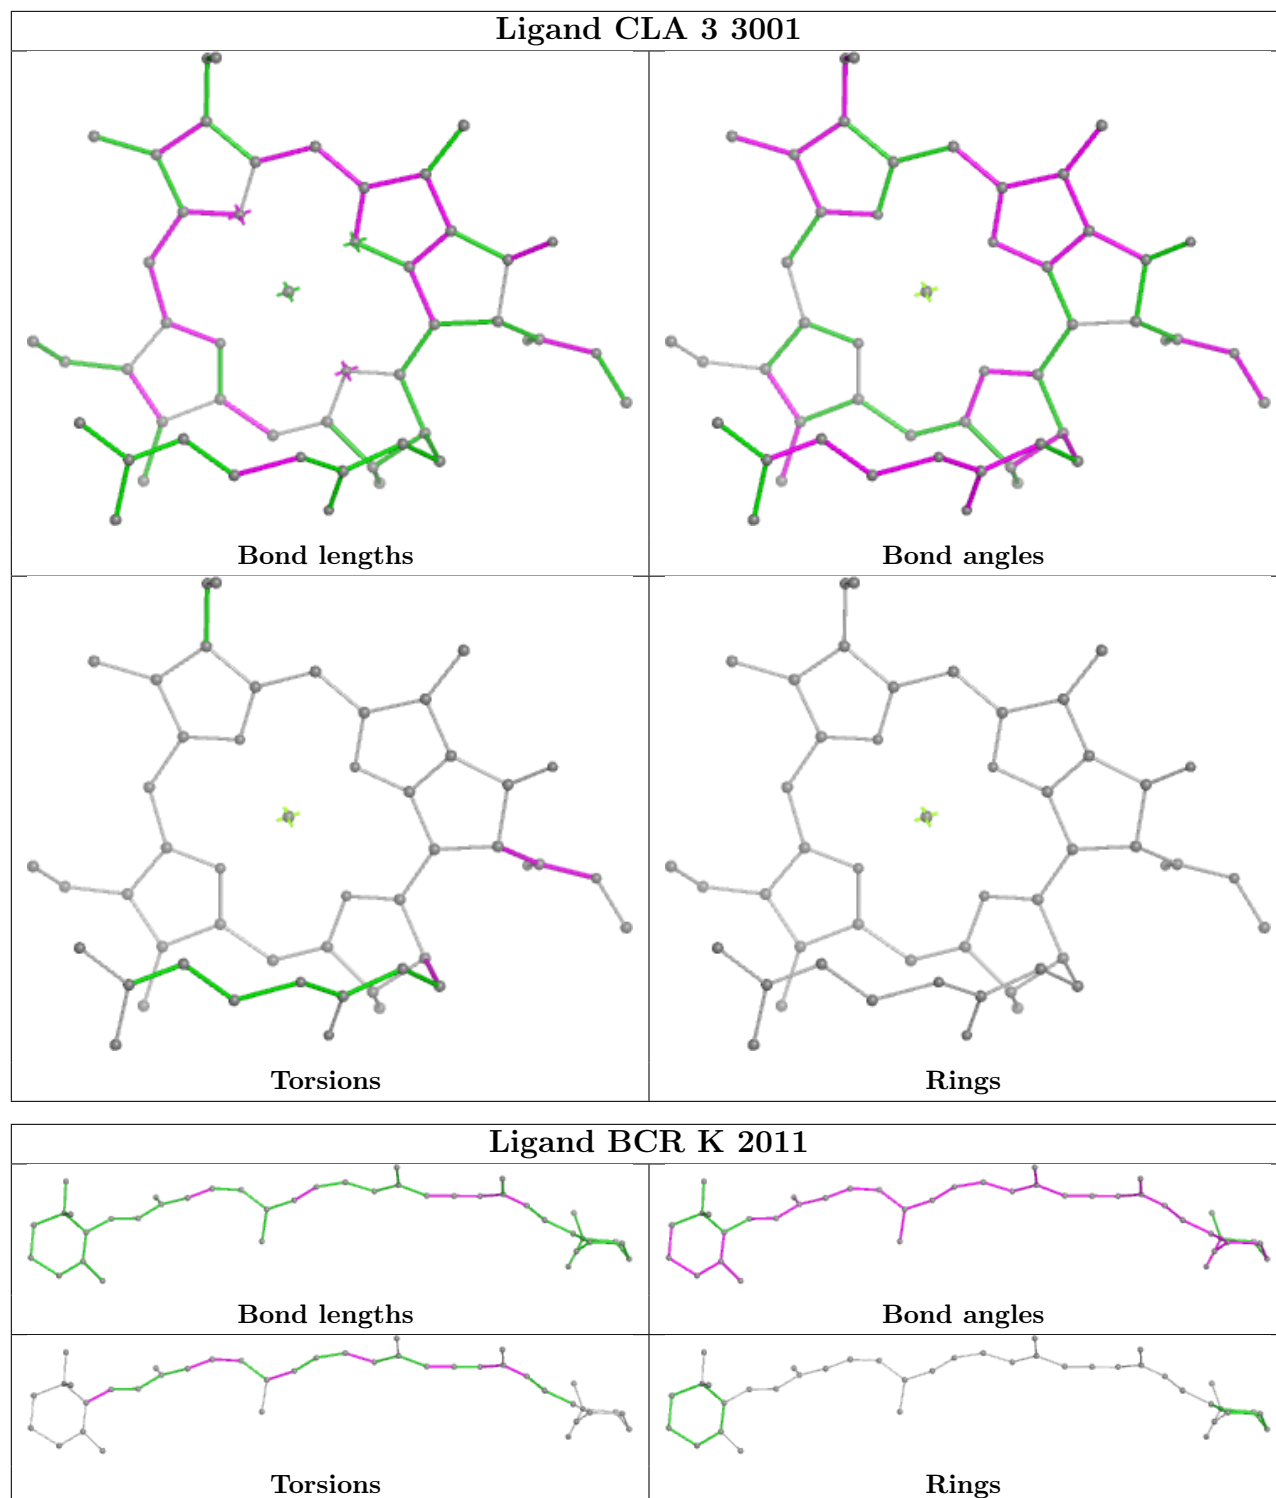 Ligand CLA 3 3001
Bond lengths
Bond angles
Torsions
Rings
Ligand BCR K 2011
Bond lengths
Bond angles
Torsions
Rings